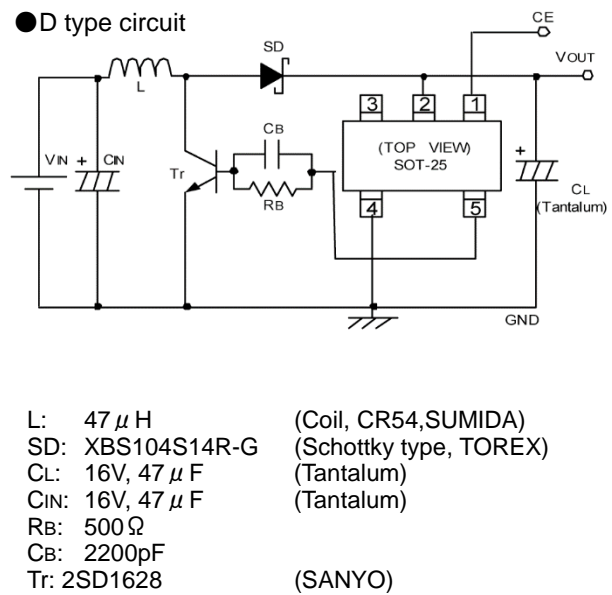 ●D type circuit
CE
VOUT
SD
L
3 2 1
CB
(TOP VIEW)
SOT-25
VIN + CIN
Tr
RB
+
CL
(Tantalum)
4 5
GND
L: 47μH (Coil, CR54,SUMIDA)
SD: XBS104S14R-G (Schottky type, TOREX)
CL: 16V, 47μF (Tantalum)
CIN: 16V, 47μF (Tantalum)
RB: 500Ω
CB: 2200pF
Tr: 2SD1628 (SANYO)